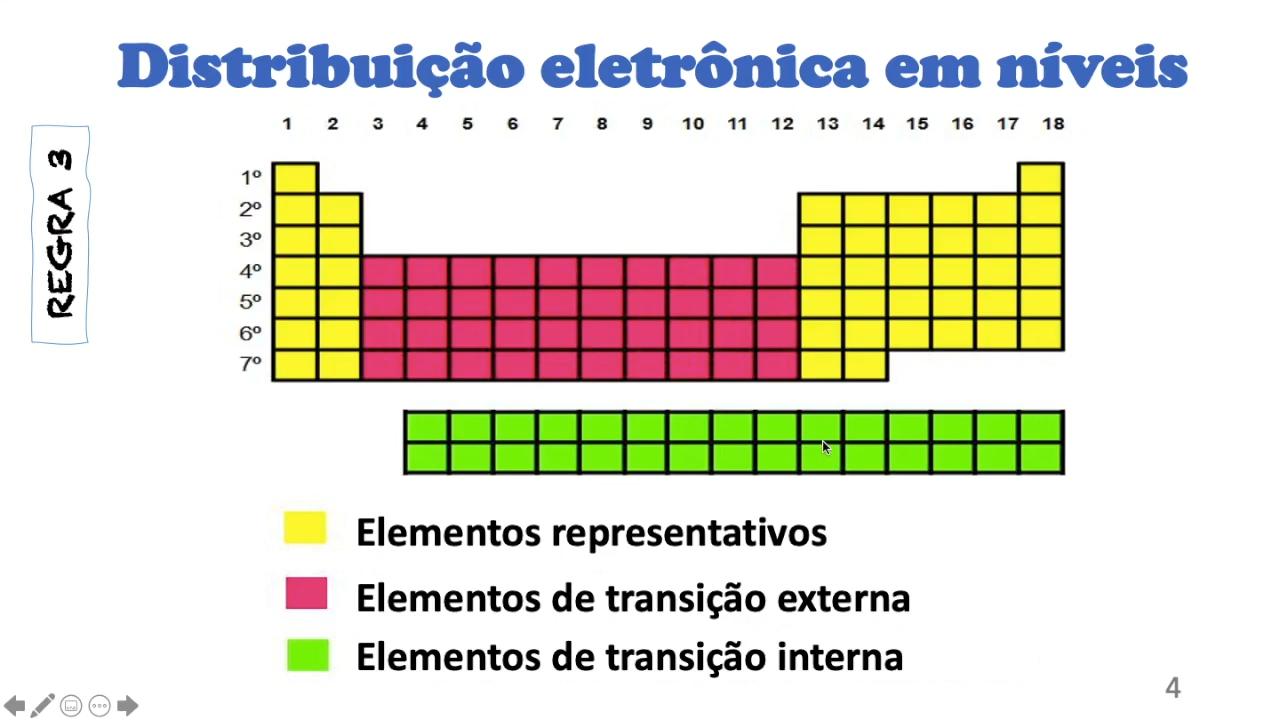 Distribuição eletrônica em níveis
REGRA 3
1 2 3 4 5 6 7 8 9 10 11 12 13 14 15 16 17 18
1º
2º
3º
4º
5º
6º
7º
Elementos representativos
Elementos de transição externa
Elementos de transição interna
4